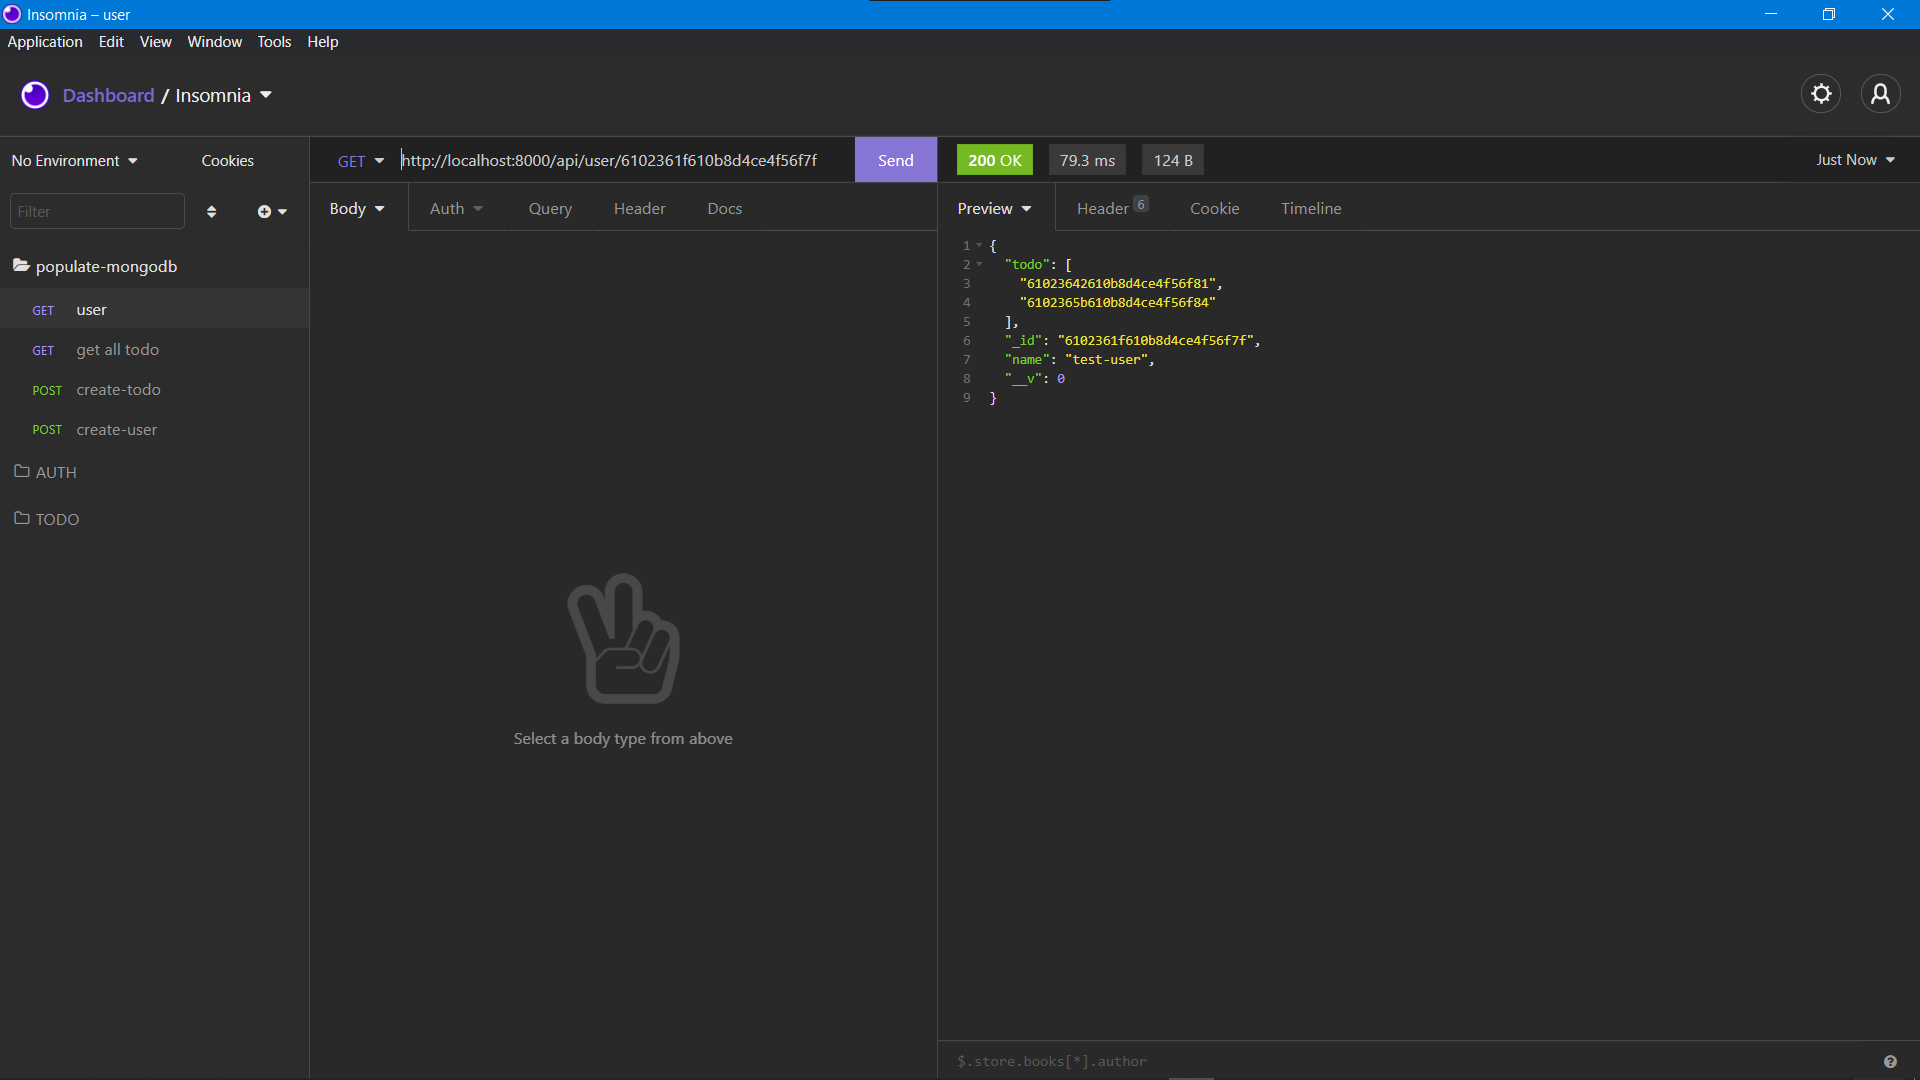 Insomnia – user
Application Edit View Window Tools Help
Dashboard / Insomnia
No Environment Cookies
GET http://localhost:8000/api/user/6102361f610b8d4ce4f56f7f Send
200 OK 79.3 ms 124 B Just Now
Filter
Body Auth Query Header Docs
Preview Header 6 Cookie Timeline
populate-mongodb
GET user
GET get all todo
POST create-todo
POST create-user
AUTH
TODO
Select a body type from above
1 {
2 "todo": [
3 "61023642610b8d4ce4f56f81",
4 "6102365b610b8d4ce4f56f84"
5 ],
6 "_id": "6102361f610b8d4ce4f56f7f",
7 "name": "test-user",
8 "__v": 0
9 }
$.store.books[*].author